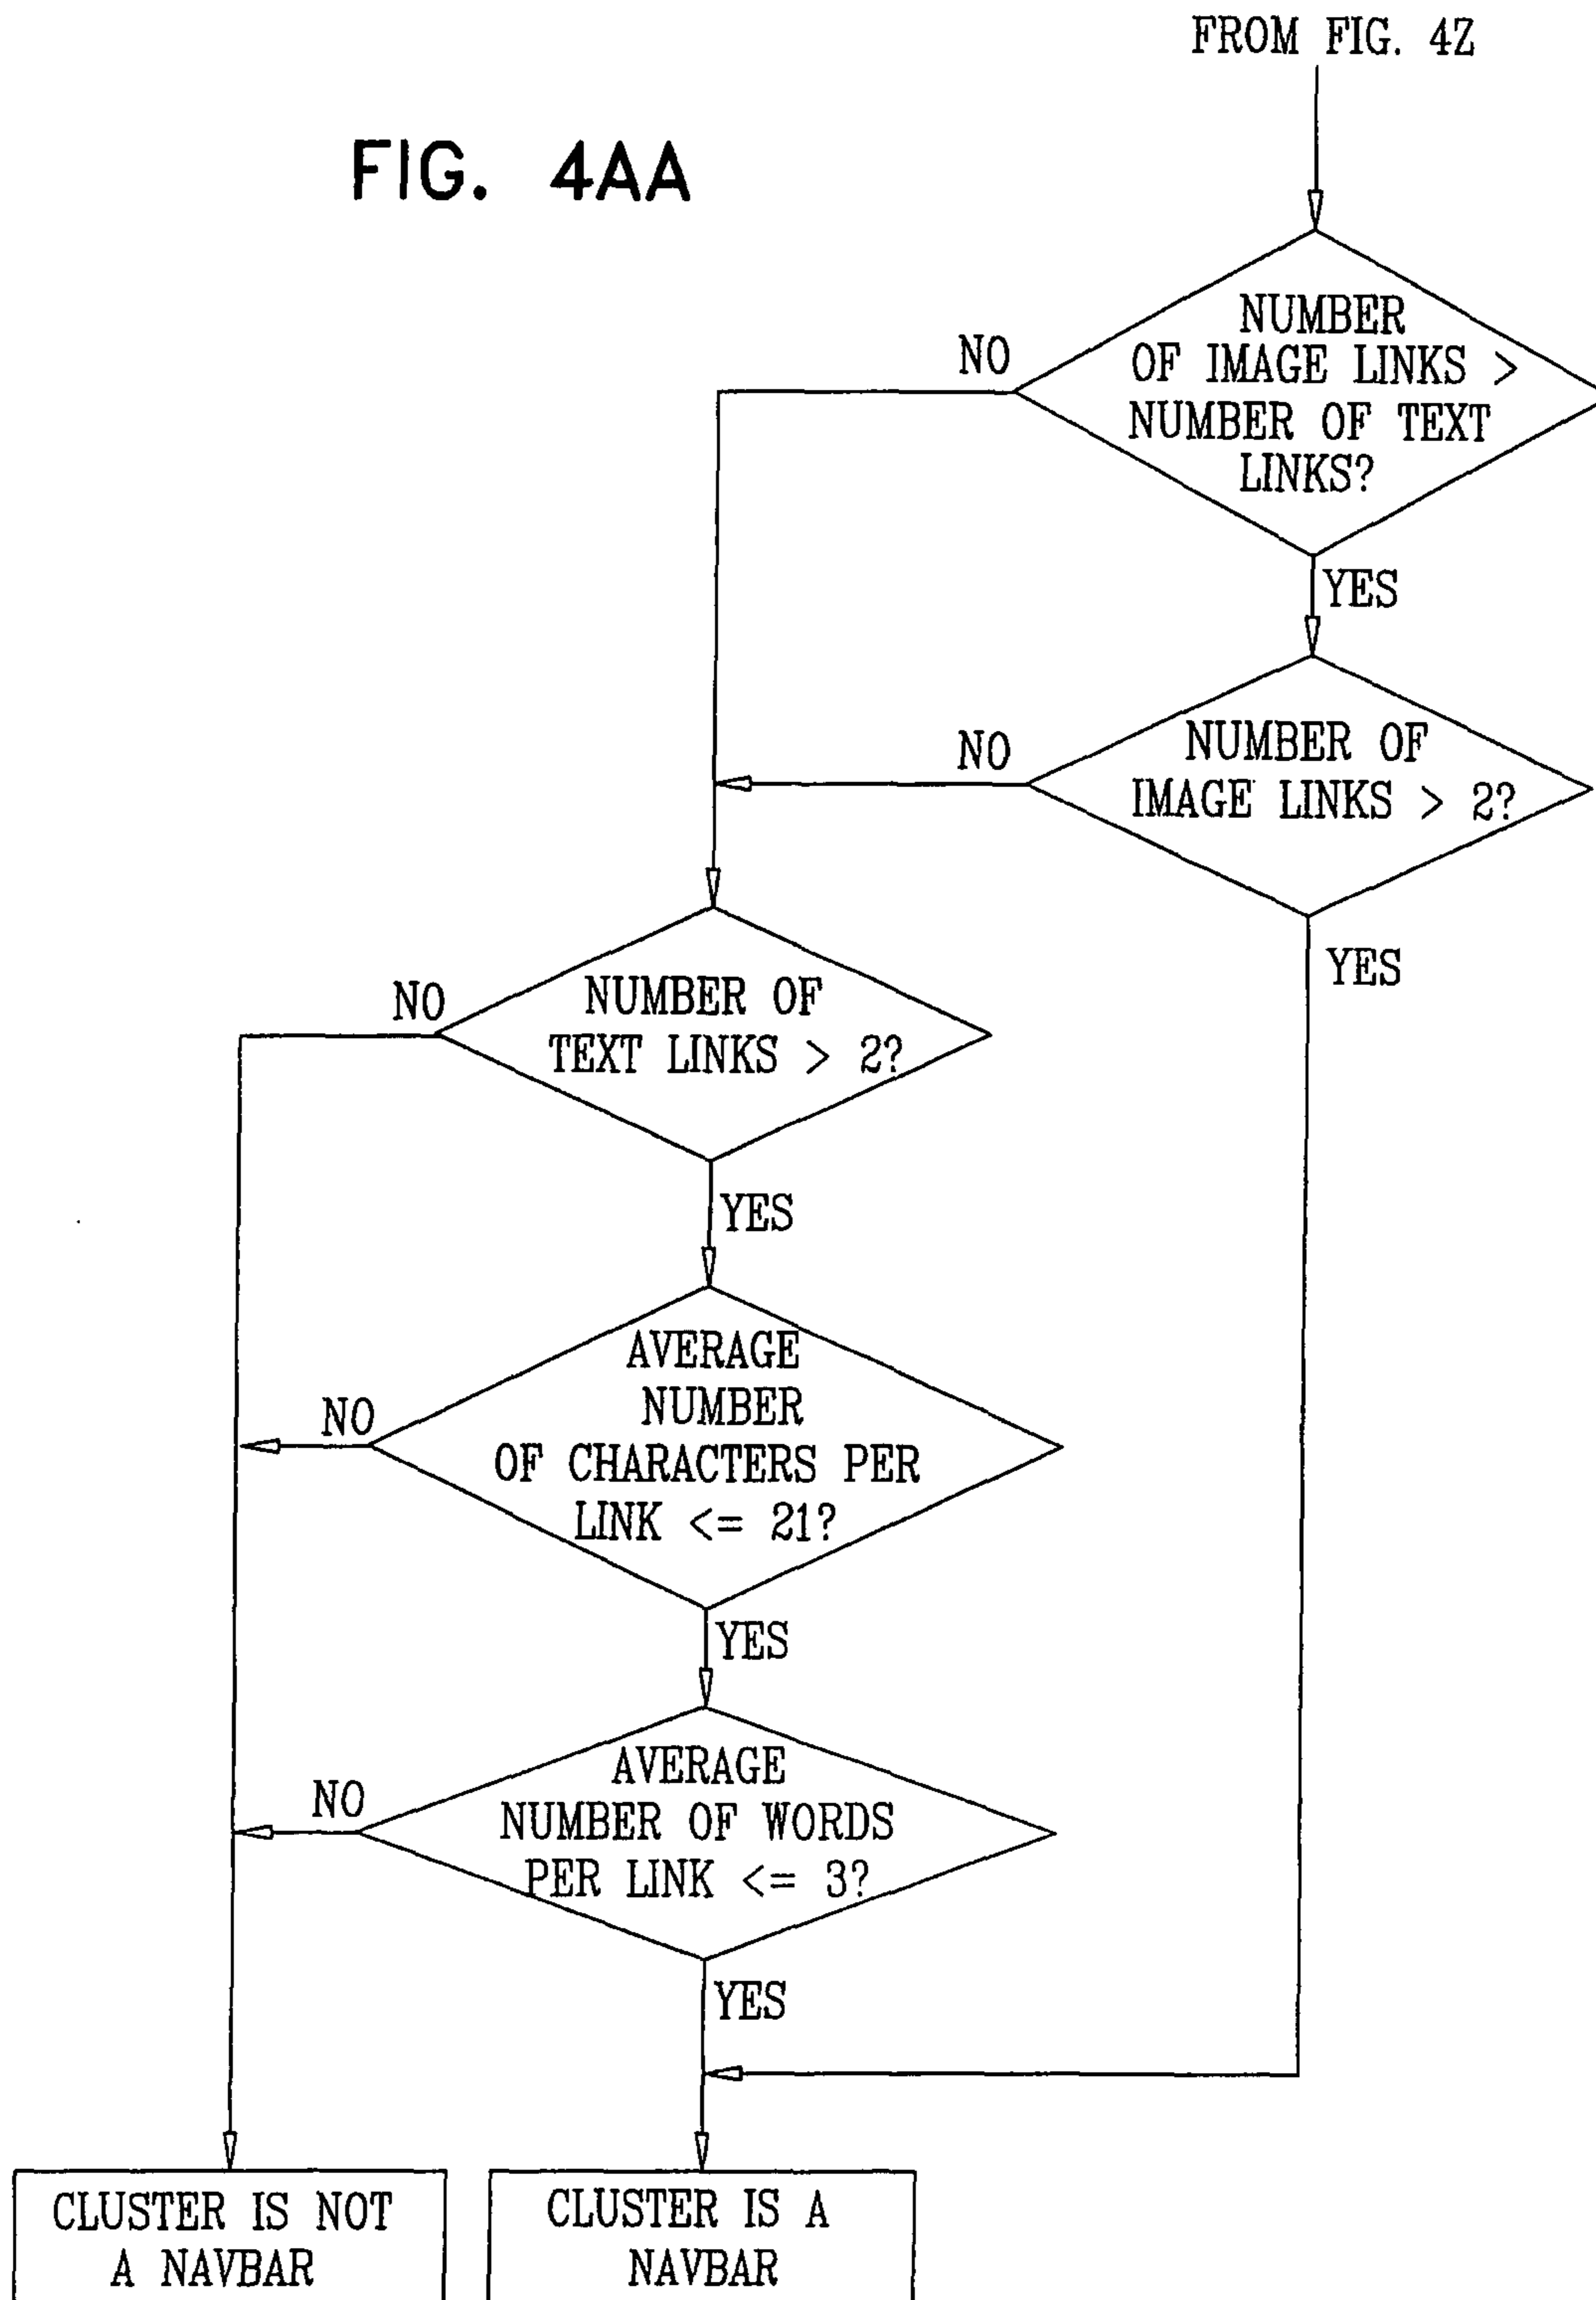 FROM FIG. 4Z
FIG. 4AA
NUMBER
OF IMAGE LINKS >
NUMBER OF TEXT
LINKS?
NO
YES
NUMBER OF
IMAGE LINKS > 2?
NO
YES
NUMBER OF
TEXT LINKS > 2?
NO
YES
AVERAGE
NUMBER
OF CHARACTERS PER
LINK <= 21?
NO
YES
AVERAGE
NUMBER OF WORDS
PER LINK <= 3?
NO
YES
CLUSTER IS NOT
A NAVBAR
CLUSTER IS A
NAVBAR